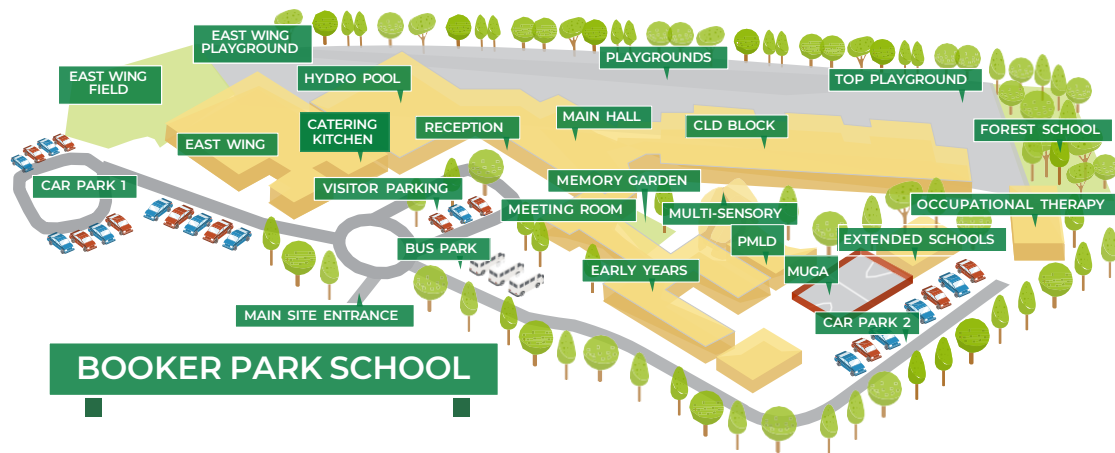 EAST WING
PLAYGROUND
PLAYGROUNDS
EAST WING
FIELD
HYDRO POOL
TOP PLAYGROUND
CATERING
KITCHEN
RECEPTION
MAIN HALL
CLD BLOCK
FOREST SCHOOL
EAST WING
CAR PARK 1
VISITOR PARKING
MEMORY GARDEN
MEETING ROOM
MULTI-SENSORY
OCCUPATIONAL THERAPY
BUS PARK
PMLD
EXTENDED SCHOOLS
EARLY YEARS
MUGA
MAIN SITE ENTRANCE
CAR PARK 2
BOOKER PARK SCHOOL